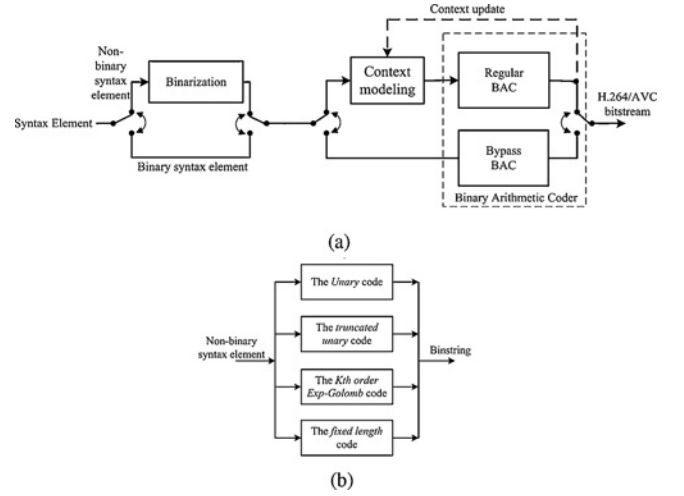 Context update
Non-
binary
syntax
element
Binarization
Context
modeling
Regular
BAC
H.264/AVC
bitstream
Syntax Element
Binary syntax element
Bypass
BAC
Binary Arithmetic Coder
(a)
The Unary code
The truncated
unary code
Non-binary
syntax element
Binstring
The Kth order
Exp-Golomb code
The fixed length
code
(b)